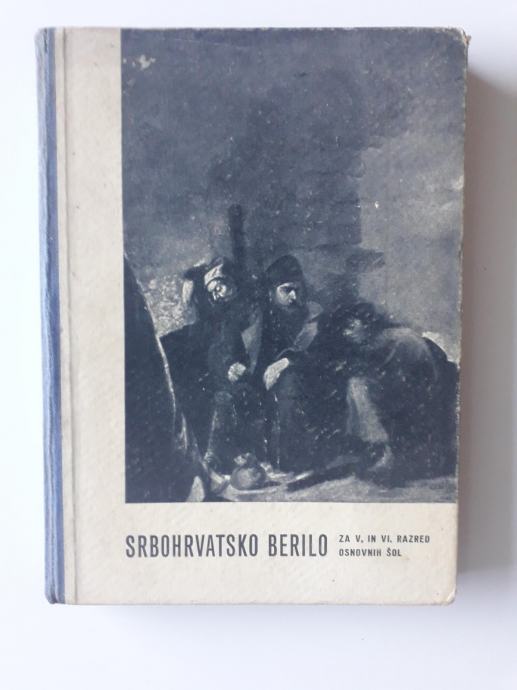 SRBOHRVATSKO BERILO
ZA V. IN VI. RAZRED
OSNOVNIH ŠOL